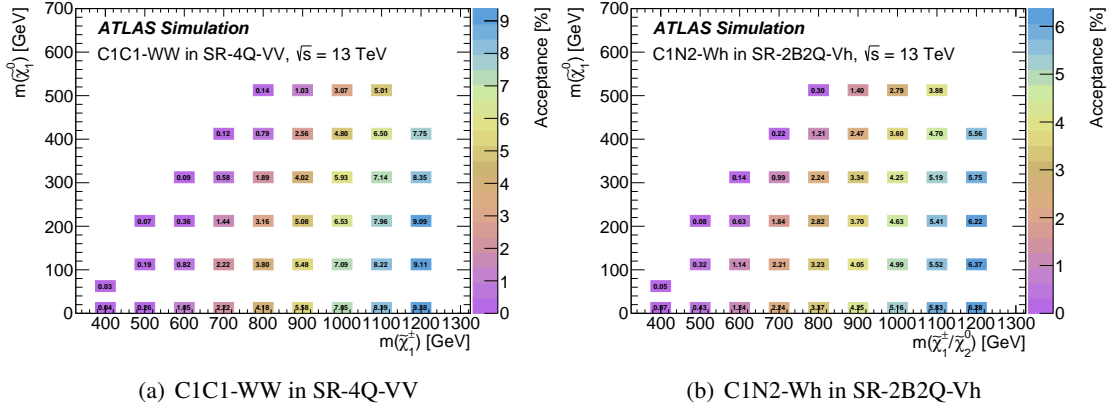 ATLAS Simulation
C1C1-WW in SR-4Q-VV, √s = 13 TeV
m(χ̃₁⁰) [GeV]
Acceptance [%]
700
600
500
400
300
200
100
0
0.14 1.03 3.07 5.01
0.12 0.79 2.56 4.80 6.50 7.75
0.09 0.58 1.89 4.02 5.93 7.14 8.35
0.07 0.36 1.44 3.16 5.08 6.53 7.96 9.09
0.19 0.82 2.22 3.80 5.48 7.09 8.22 9.11
0.03
400 500 600 700 800 900 1000 1100 1200 1300
m(χ̃₁±) [GeV]
9
8
7
6
5
4
3
2
1
0
(a) C1C1-WW in SR-4Q-VV
ATLAS Simulation
C1N2-Wh in SR-2B2Q-Vh, √s = 13 TeV
m(χ̃₁⁰) [GeV]
Acceptance [%]
700
600
500
400
300
200
100
0
0.30 1.40 2.79 3.88
0.22 1.21 2.47 3.60 4.70 5.56
0.14 0.99 2.24 3.34 4.25 5.19 5.75
0.08 0.63 1.84 2.82 3.70 4.63 5.41 6.22
0.32 1.14 2.21 3.23 4.05 4.99 5.52 6.37
0.05
400 500 600 700 800 900 1000 1100 1200 1300
m(χ̃₁±/χ̃₂⁰) [GeV]
6
5
4
3
2
1
0
(b) C1N2-Wh in SR-2B2Q-Vh